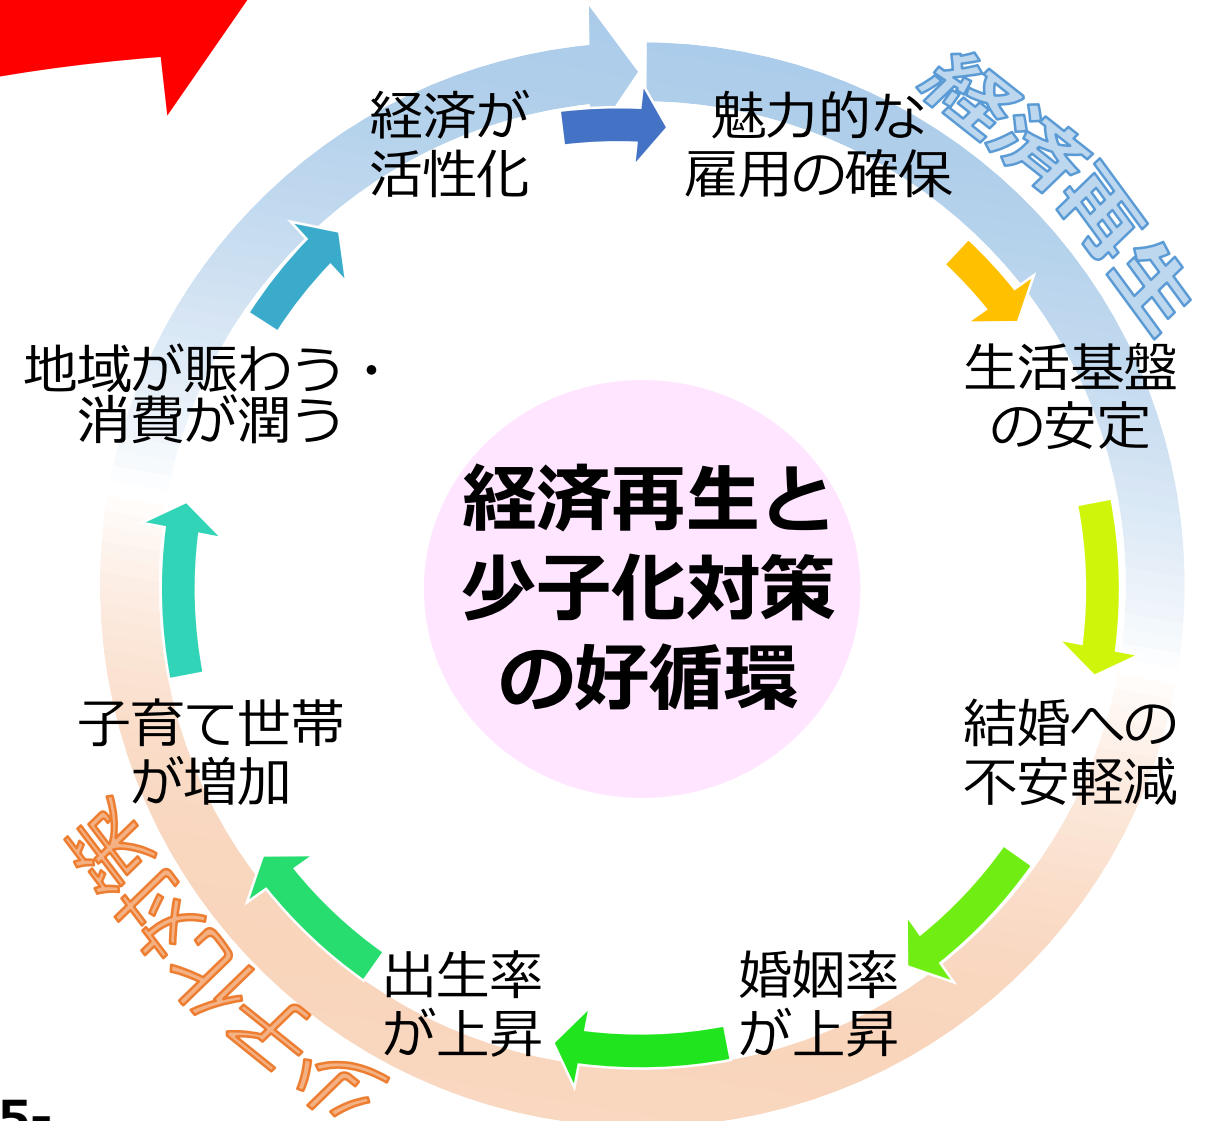 経済が
活性化
魅力的な
雇用の確保
経済再生
生活基盤
の安定
結婚への
不安軽減
婚姻率
が上昇
出生率
が上昇
少子化対策
子育て世帯
が増加
地域が賑わう・
消費が潤う
経済再生と
少子化対策
の好循環
5-